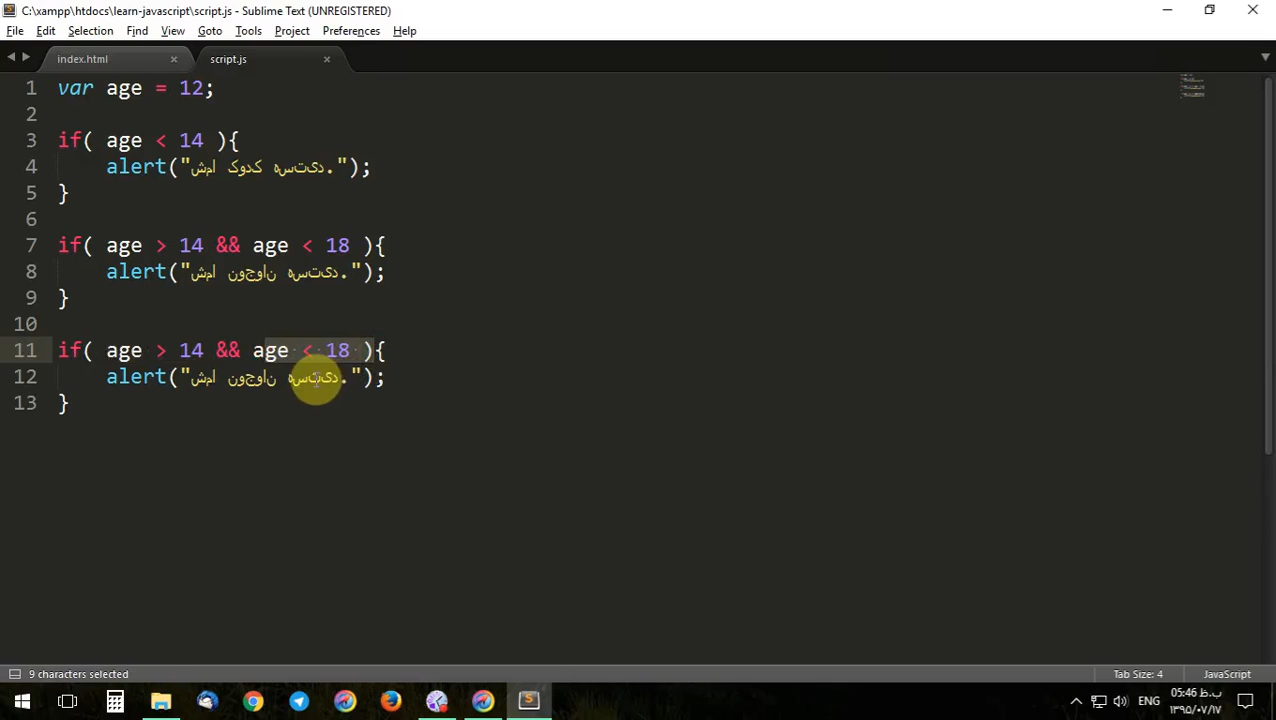 C:\xampp\htdocs\learn-javascript\script.js - Sublime Text (UNREGISTERED)
File Edit Selection Find View Goto Tools Project Preferences Help
index.html × script.js ×
1 var age = 12;
2
3 if( age < 14 ){
4 alert("شما کودک هستید.");
5 }
6
7 if( age > 14 && age < 18 ){
8 alert("شما نوجوان هستید.");
9 }
10
11 if( age > 14 && age < 18 ){
12 alert("شما نوجوان هستید.");
13 }
9 characters selected Tab Size: 4 JavaScript
ENG 05:46 ب.ظ
۱۳۹۵/۰۷/۱۷